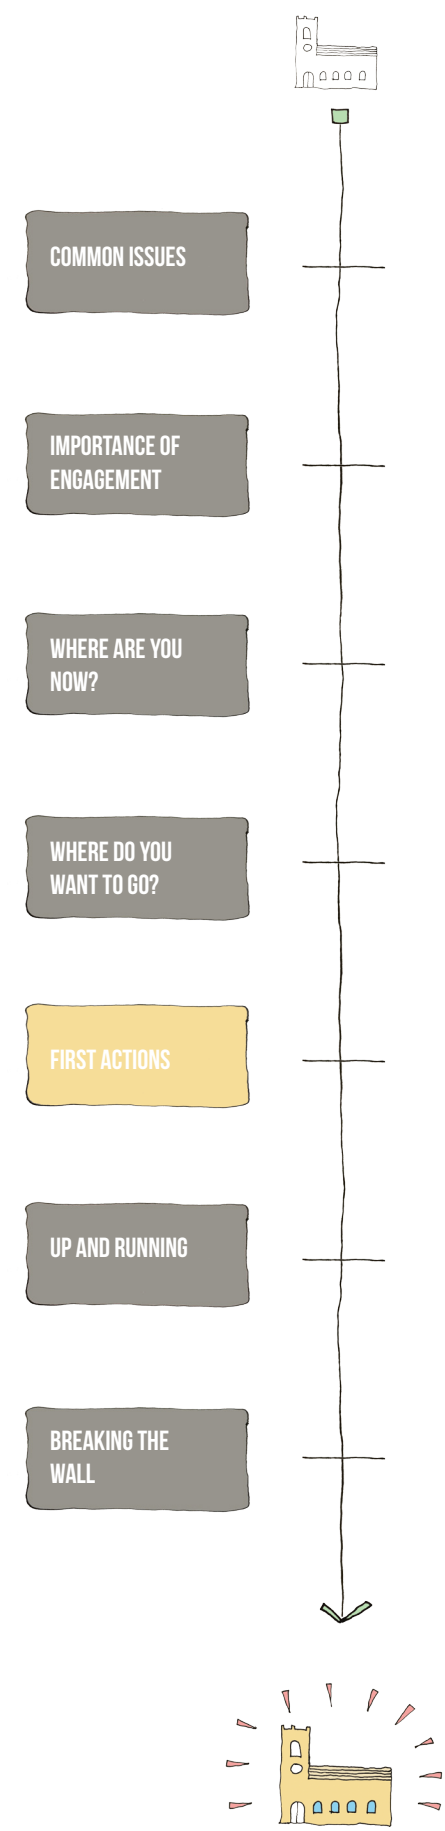 COMMON ISSUES
IMPORTANCE OF
ENGAGEMENT
WHERE ARE YOU
NOW?
WHERE DO YOU
WANT TO GO?
FIRST ACTIONS
UP AND RUNNING
BREAKING THE
WALL